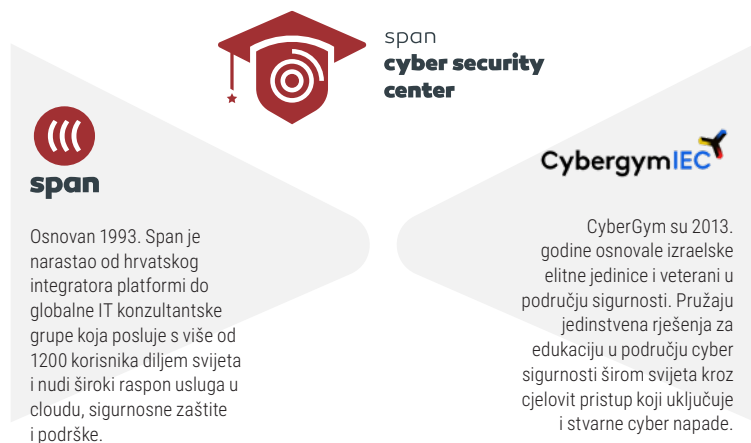 span
cyber security
center
span
Osnovan 1993. Span je
narastao od hrvatskog
integratora platformi do
globalne IT konzultantske
grupe koja posluje s više od
1200 korisnika diljem svijeta
i nudi široki raspon usluga u
cloudu, sigurnosne zaštite
i podrške.
CybergymIEC
CyberGym su 2013.
godine osnovale izraelske
elitne jedinice i veterani u
području sigurnosti. Pružaju
jedinstvena rješenja za
edukaciju u području cyber
sigurnosti širom svijeta kroz
cjelovit pristup koji uključuje
i stvarne cyber napade.